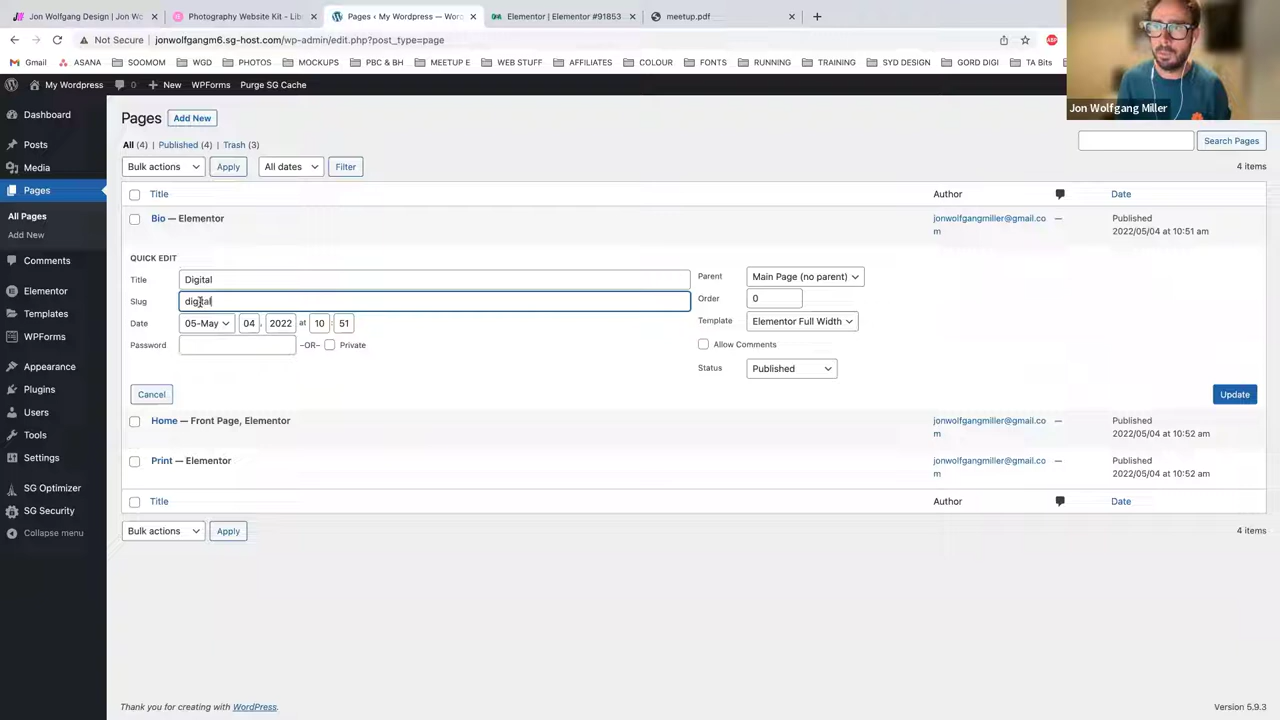 Jon Wolfgang Design | Jon Wo
Photography Website Kit - Lib
Pages ‹ My Wordpress — Wor
Elementor | Elementor #91853
meetup.pdf
Not Secure | jonwolfgangm6.sg-host.com/wp-admin/edit.php?post_type=page
ABP
Gmail ASANA SOOMOM WGD PHOTOS MOCKUPS PBC & BH MEETUPS WEB STUFF AFFILIATES COLOUR FONTS RUNNING TRAINING SYD DESIGN GORD DIGI TA Bits
My Wordpress 0 + New WPForms Purge SG Cache
Jon Wolfgang Miller
Dashboard
Posts
Media
Pages
All Pages
Add New
Comments
Elementor
Templates
WPForms
Appearance
Plugins
Users
Tools
Settings
SG Optimizer
SG Security
Collapse menu
Pages Add New
All (4) | Published (4) | Trash (3)
Search Pages
Bulk actions Apply All dates Filter
4 items
Title Author Date
Bio — Elementor
jonwolfgangmiller@gmail.co
m
—
Published
2022/05/04 at 10:51 am
QUICK EDIT
Title Digital
Slug digital
Date 05-May 04 , 2022 at 10 : 51
Password –OR– Private
Parent Main Page (no parent)
Order 0
Template Elementor Full Width
Allow Comments
Status Published
Cancel Update
Home — Front Page, Elementor
jonwolfgangmiller@gmail.co
m
—
Published
2022/05/04 at 10:52 am
Print — Elementor
jonwolfgangmiller@gmail.co
m
—
Published
2022/05/04 at 10:52 am
Title Author Date
Bulk actions Apply
4 items
Thank you for creating with WordPress.
Version 5.9.3